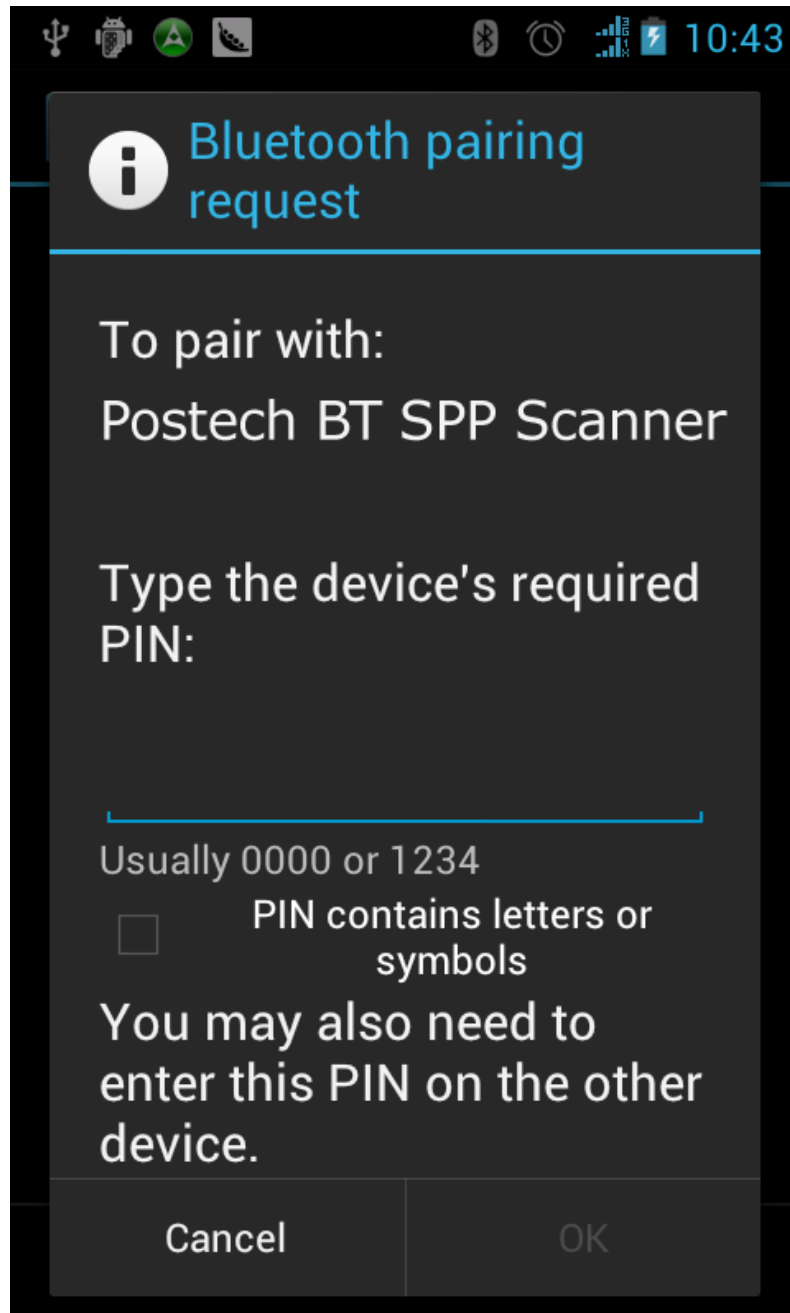 10:43
Bluetooth pairing
request
To pair with:
Postech BT SPP Scanner
Type the device's required
PIN:
Usually 0000 or 1234
PIN contains letters or
symbols
You may also need to
enter this PIN on the other
device.
Cancel
OK